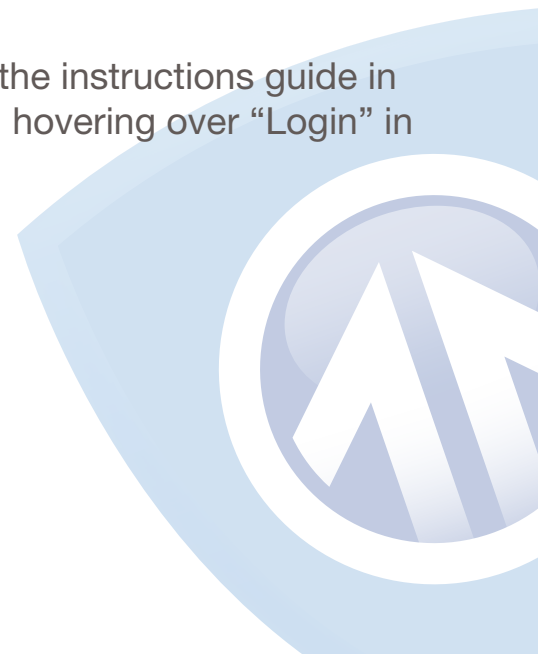 the instructions guide in
hovering over “Login” in